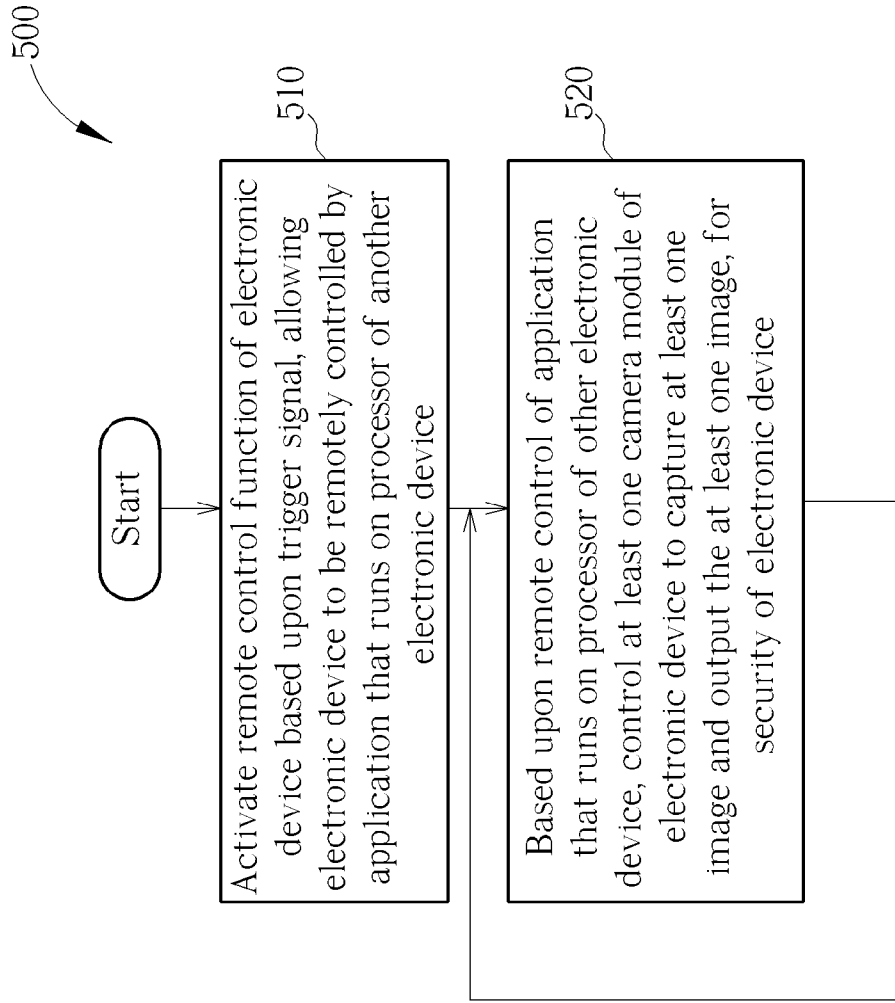 500
Start
510
Activate remote control function of electronic
device based upon trigger signal, allowing
electronic device to be remotely controlled by
application that runs on processor of another
electronic device
520
Based upon remote control of application
that runs on processor of other electronic
device, control at least one camera module of
electronic device to capture at least one
image and output the at least one image, for
security of electronic device